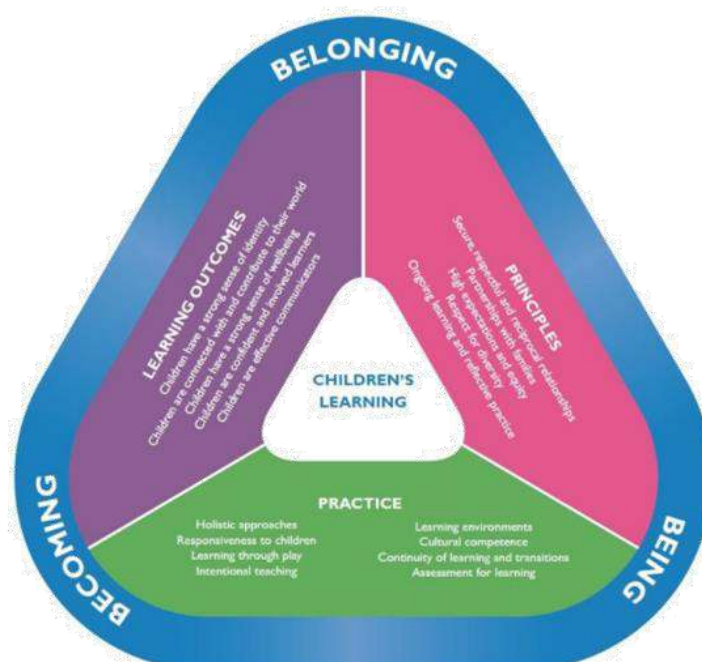 BELONGING
LEARNING OUTCOMES
Children have a strong sense of identity
Children are connected with and contribute to their world
Children have a strong sense of wellbeing
Children are confident and involved learners
Children are effective communicators
PRINCIPLES
Secure, respectful and reciprocal relationships
Partnerships with families
High expectations and equity
Respect for diversity
Ongoing learning and reflective practice
CHILDREN'S
LEARNING
PRACTICE
Holistic approaches
Responsiveness to children
Learning through play
Intentional teaching
Learning environments
Cultural competence
Continuity of learning and transitions
Assessment for learning
BECOMING
BEING